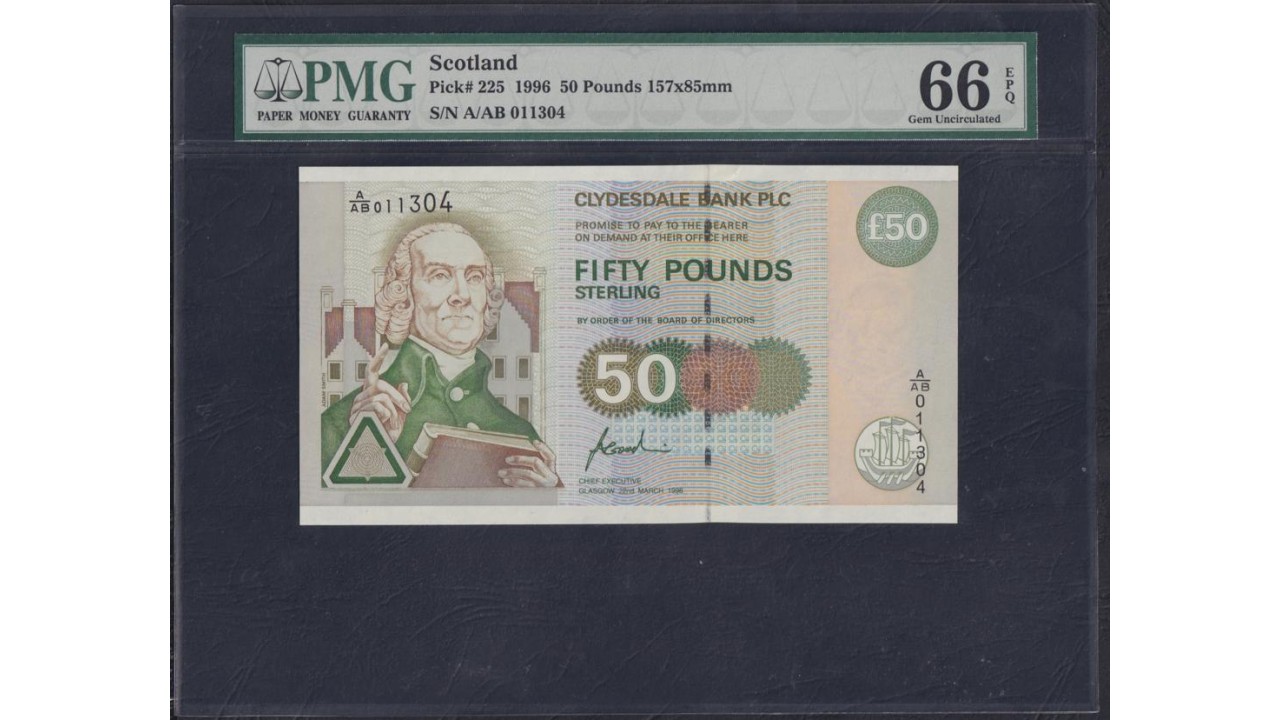 PMG
PAPER MONEY GUARANTY
Scotland
Pick# 225 1996 50 Pounds 157x85mm
S/N A/AB 011304
66
EPQ
Gem Uncirculated
A/AB 011304
CLYDESDALE BANK PLC
PROMISE TO PAY TO THE BEARER
ON DEMAND AT THEIR OFFICE HERE
FIFTY POUNDS
STERLING
BY ORDER OF THE BOARD OF DIRECTORS
50
CHIEF EXECUTIVE
GLASGOW 22nd MARCH 1996
£50
A/AB 011304